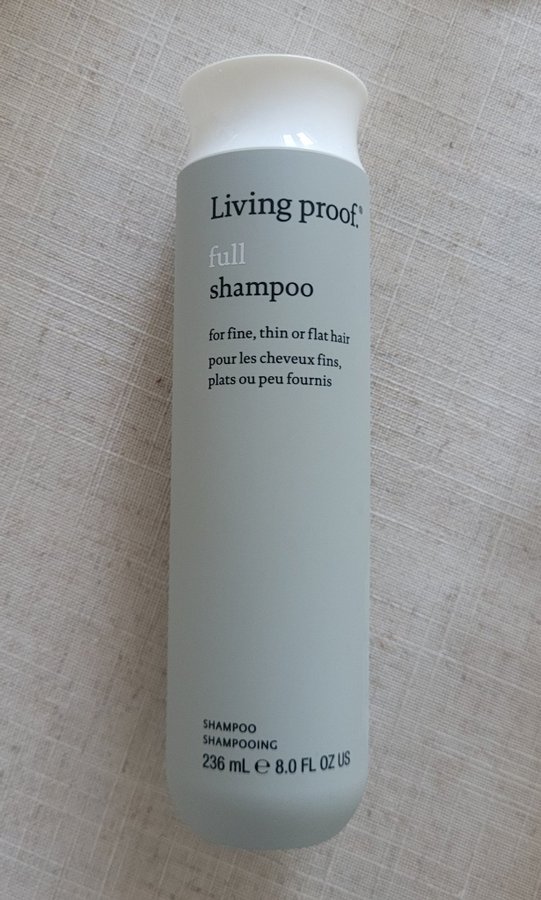 Living proof.®
full
shampoo
for fine, thin or flat hair
pour les cheveux fins,
plats ou peu fournis
SHAMPOO
SHAMPOOING
236 mL ℮ 8.0 FL OZ US